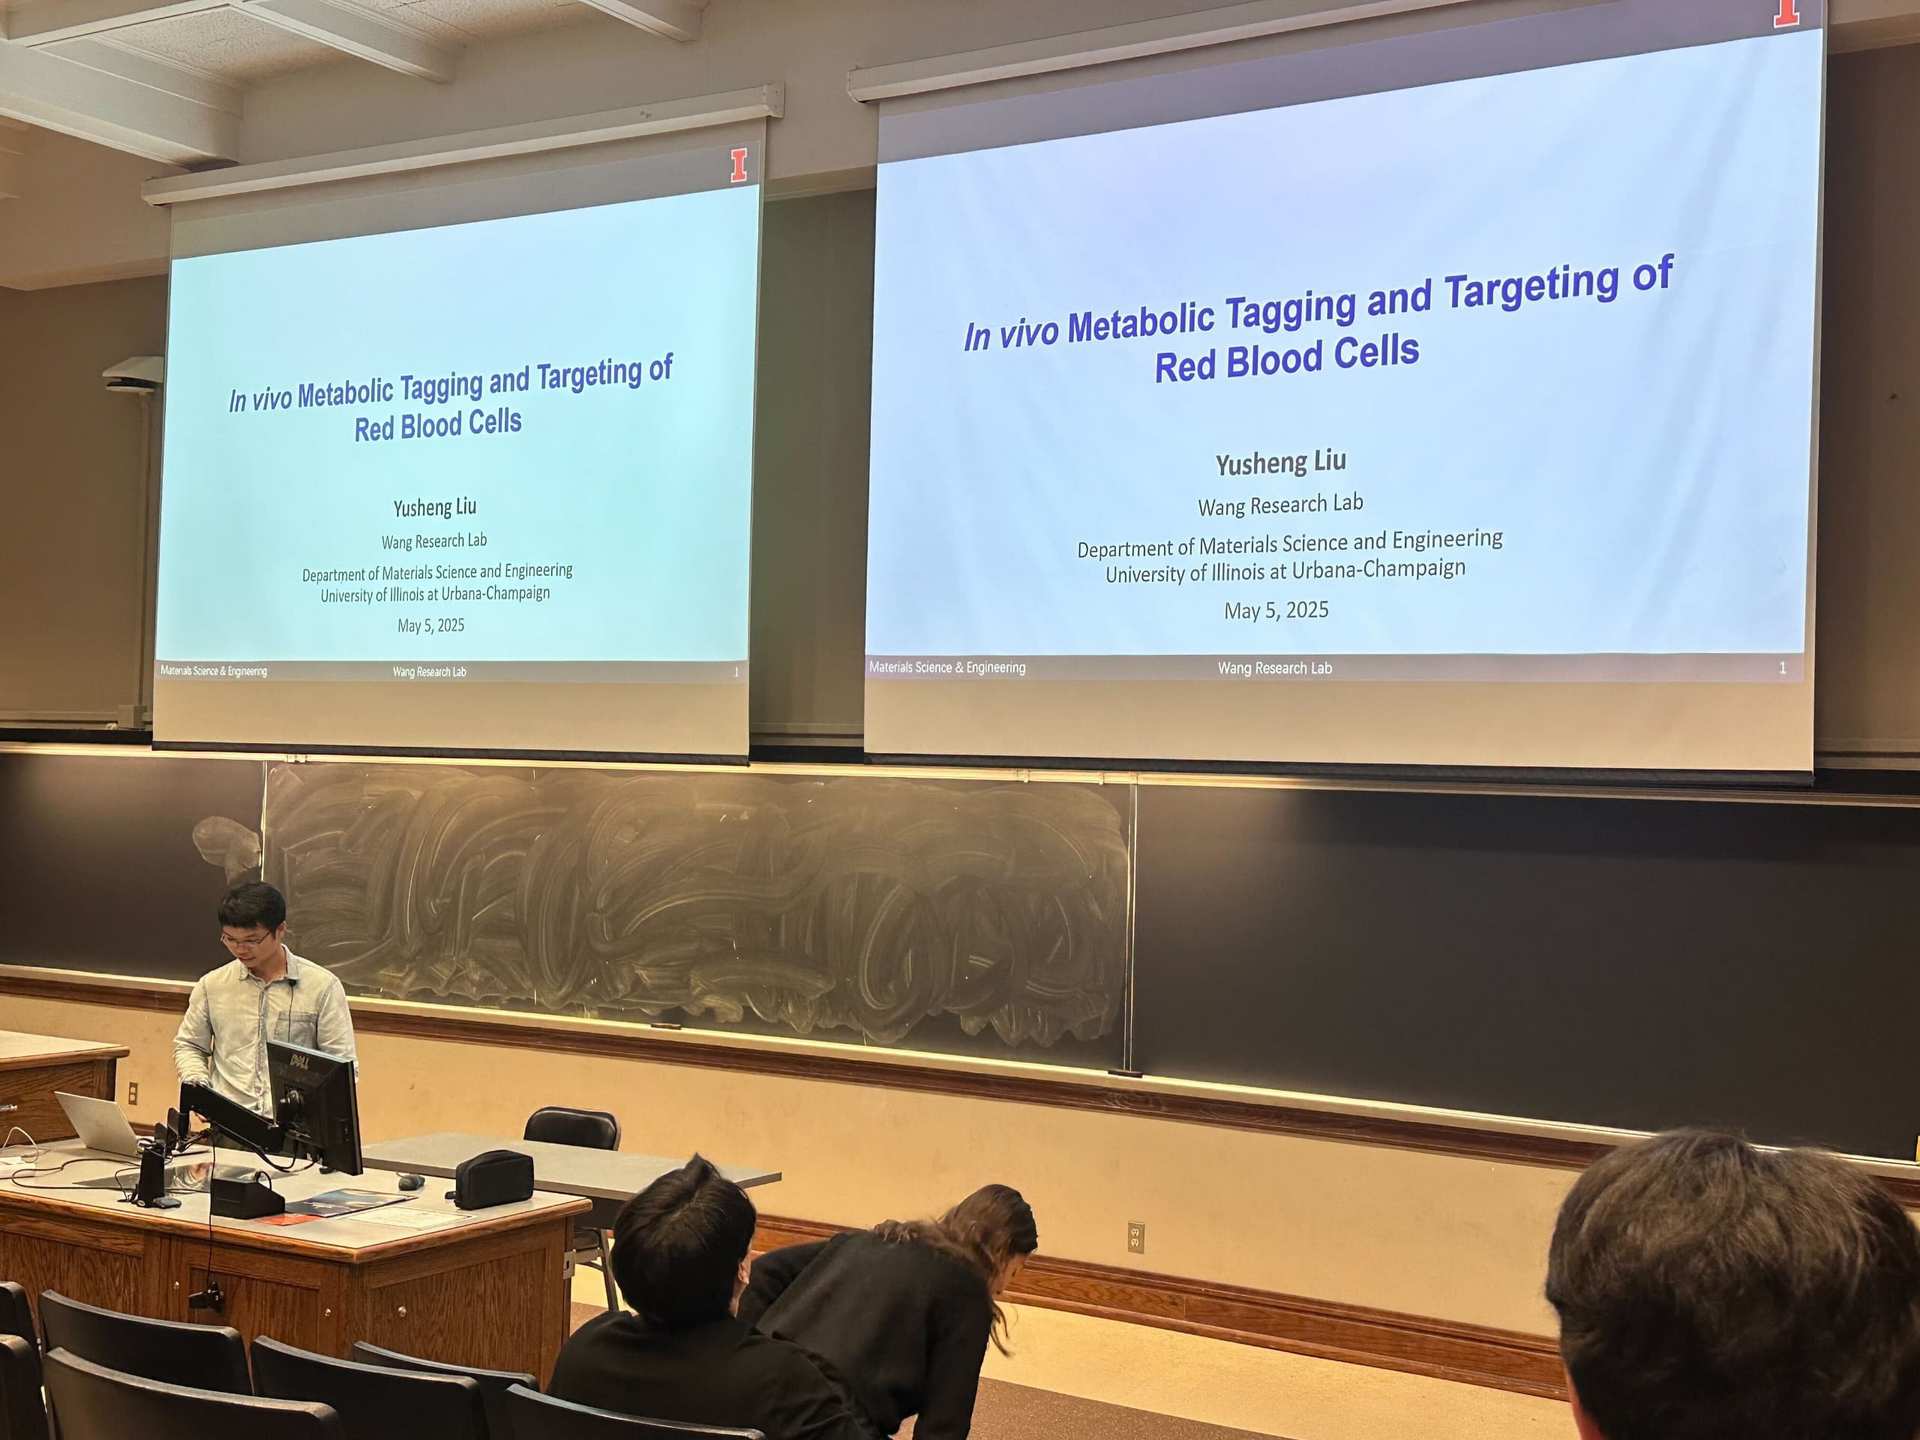 I
In vivo Metabolic Tagging and Targeting of
Red Blood Cells
Yusheng Liu
Wang Research Lab
Department of Materials Science and Engineering
University of Illinois at Urbana-Champaign
May 5, 2025
Materials Science & Engineering Wang Research Lab 1
I
In vivo Metabolic Tagging and Targeting of
Red Blood Cells
Yusheng Liu
Wang Research Lab
Department of Materials Science and Engineering
University of Illinois at Urbana-Champaign
May 5, 2025
Materials Science & Engineering Wang Research Lab 1
DELL